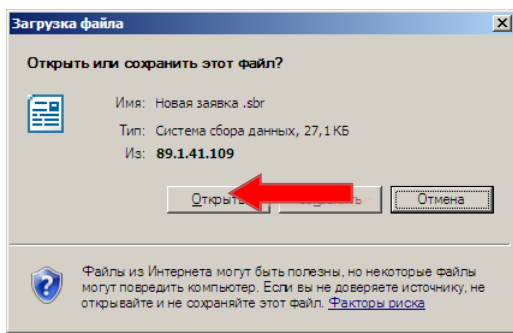 Загрузка файла
Открыть или сохранить этот файл?
Имя: Новая заявка .sbr
Тип: Система сбора данных, 27,1 КБ
Из: 89.1.41.109
Открыть Отмена
Файлы из Интернета могут быть полезны, но некоторые файлы
могут повредить компьютер. Если вы не доверяете источнику, не
открывайте и не сохраняйте этот файл. Факторы риска